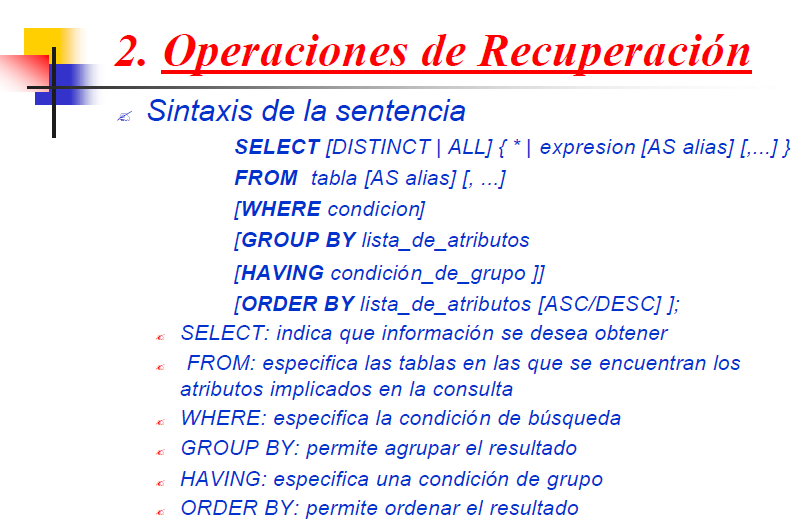 2. Operaciones de Recuperación
Sintaxis de la sentencia
SELECT [DISTINCT | ALL] { * | expresion [AS alias] [,...] }
FROM tabla [AS alias] [, ...]
[WHERE condicion]
[GROUP BY lista_de_atributos
[HAVING condición_de_grupo ]]
[ORDER BY lista_de_atributos [ASC/DESC] ];
SELECT: indica que información se desea obtener
FROM: especifica las tablas en las que se encuentran los
atributos implicados en la consulta
WHERE: especifica la condición de búsqueda
GROUP BY: permite agrupar el resultado
HAVING: especifica una condición de grupo
ORDER BY: permite ordenar el resultado